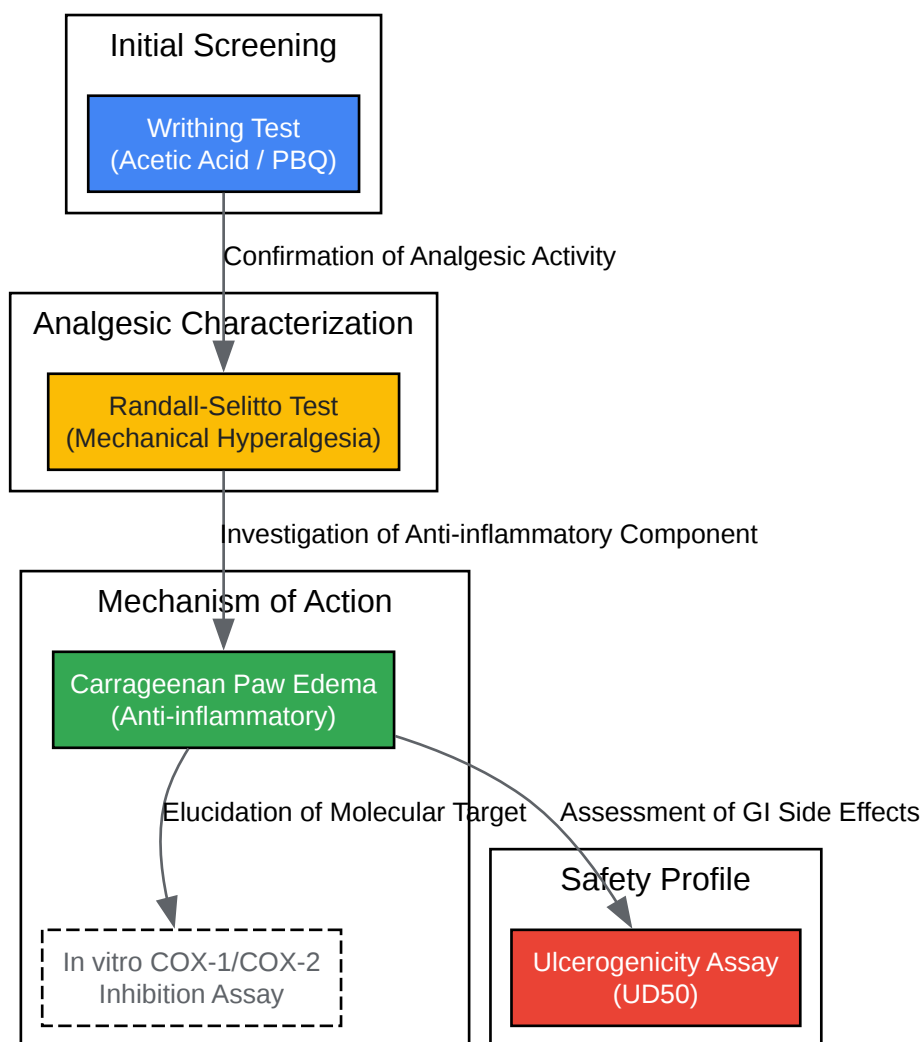 Initial Screening
Writhing Test
(Acetic Acid / PBQ)
Confirmation of Analgesic Activity
Analgesic Characterization
Randall-Selitto Test
(Mechanical Hyperalgesia)
Investigation of Anti-inflammatory Component
Mechanism of Action
Carrageenan Paw Edema
(Anti-inflammatory)
Elucidation of Molecular Target
Assessment of GI Side Effects
In vitro COX-1/COX-2
Inhibition Assay
Safety Profile
Ulcerogenicity Assay
(UD50)